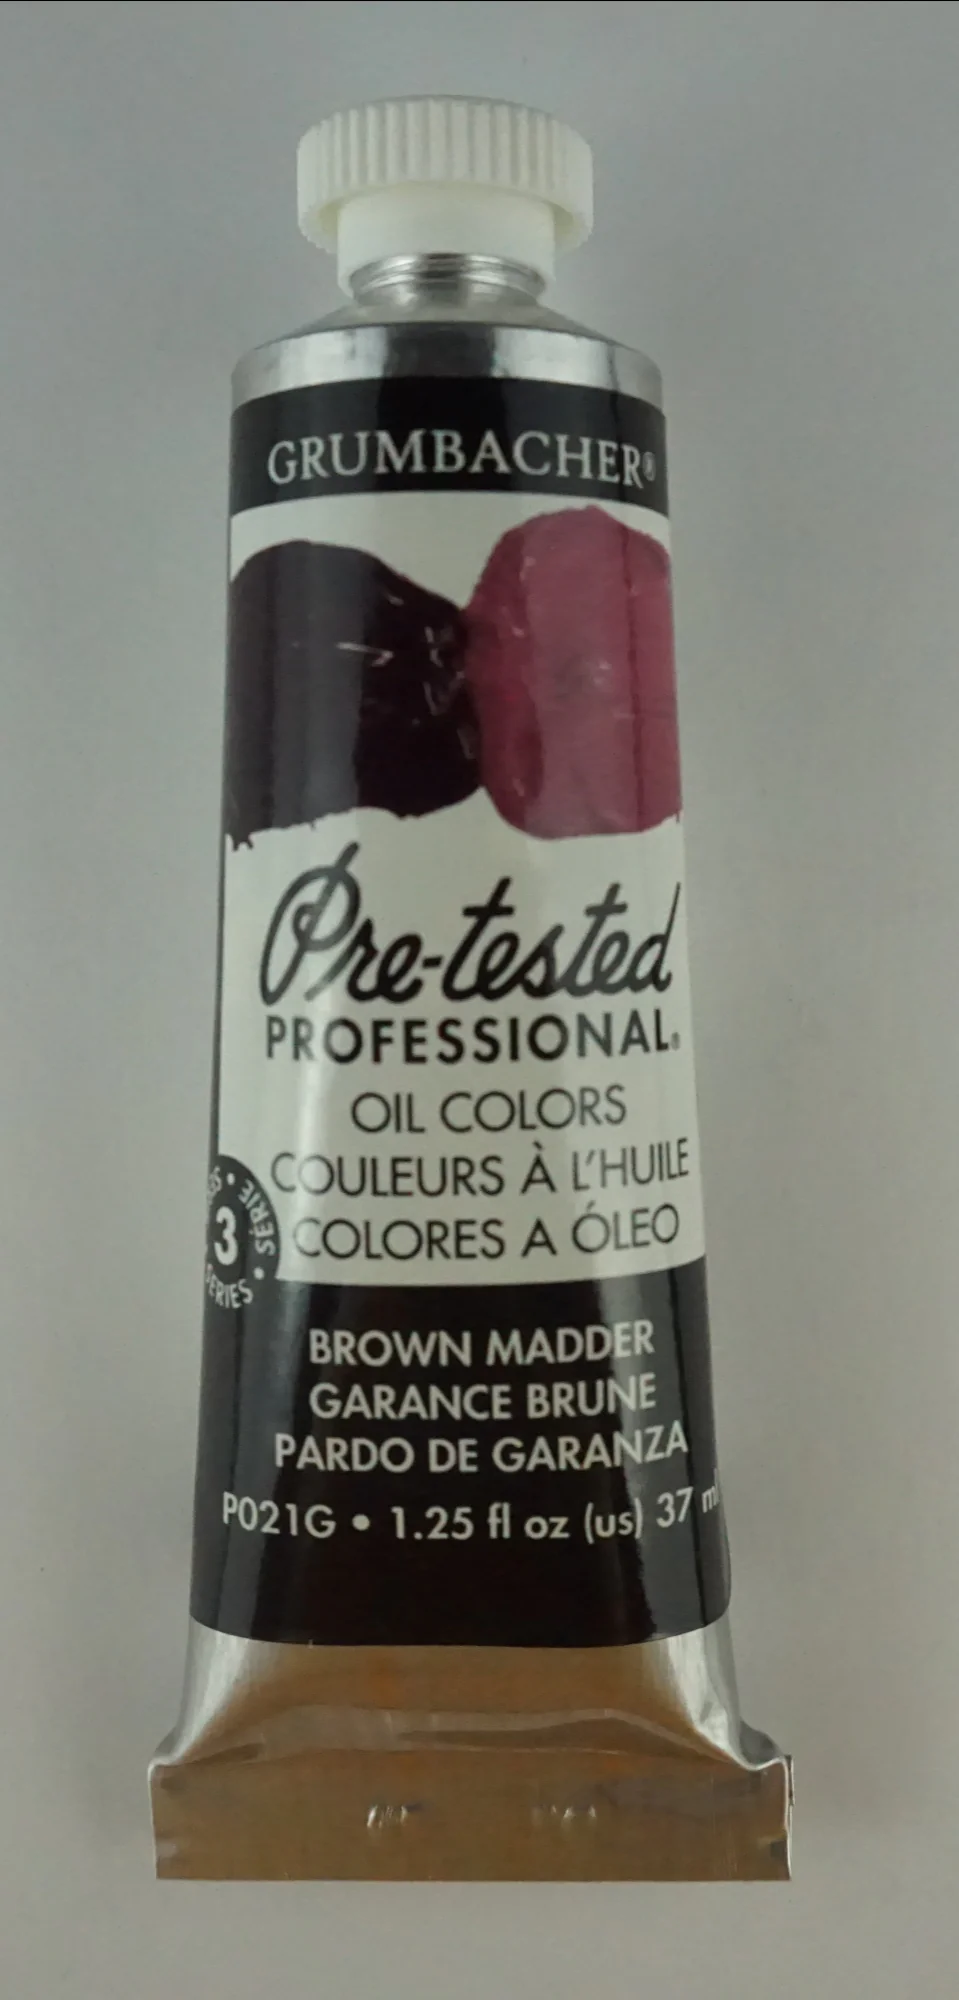 GRUMBACHER®
Pre-tested
PROFESSIONAL®
OIL COLORS
COULEURS À L'HUILE
COLORES A ÓLEO
SÉRIE
3
BROWN MADDER
GARANCE BRUNE
PARDO DE GARANZA
P021G • 1.25 fl oz (us) 37